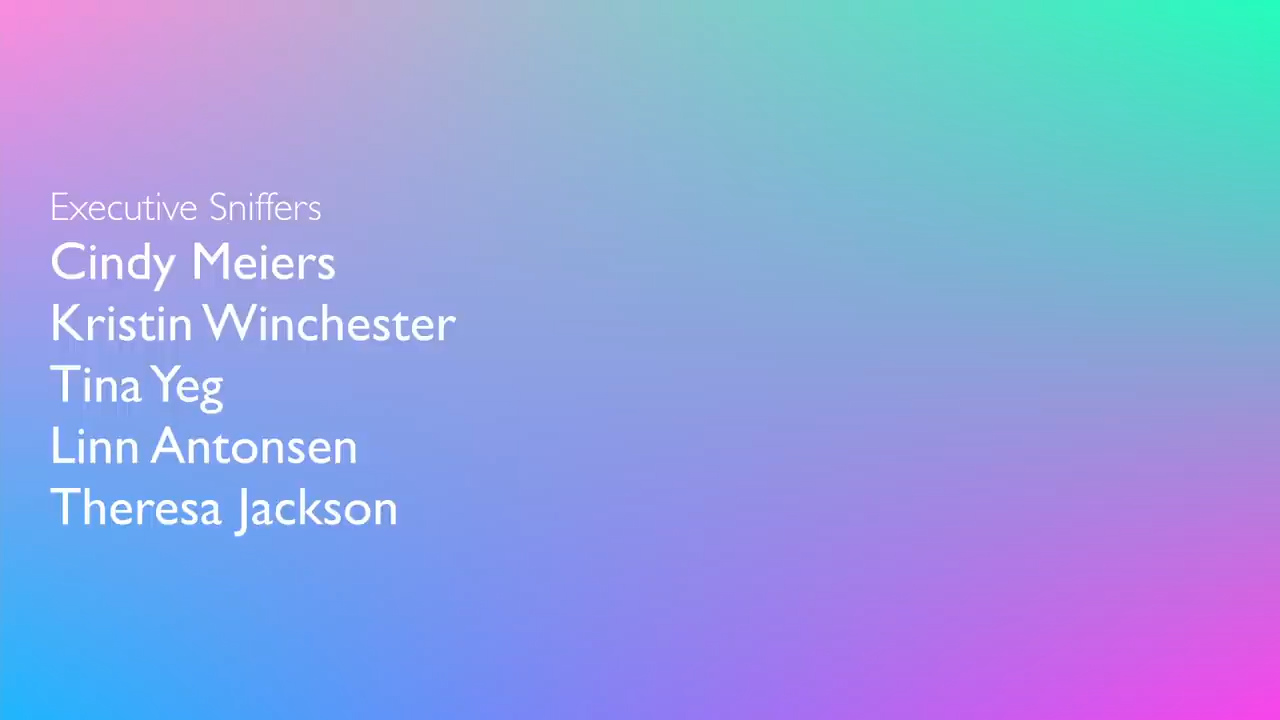 Executive Sniffers
Cindy Meiers
Kristin Winchester
Tina Yeg
Linn Antonsen
Theresa Jackson